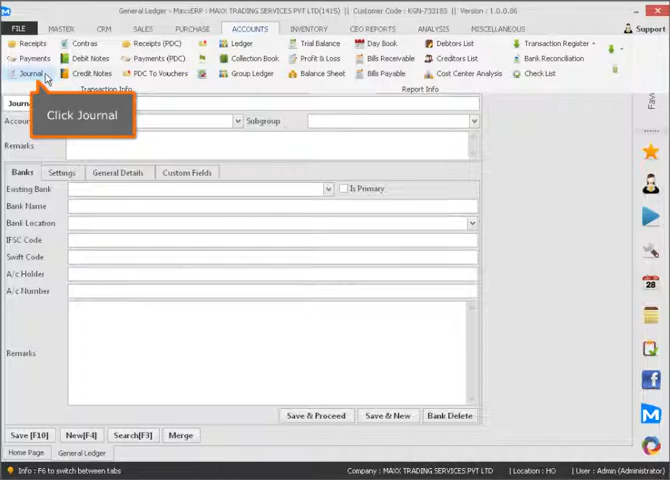 General Ledger - MaxxERP [ MAXX TRADING SERVICES PVT LTD(1415) || Customer Code : KGN-733183 || Version : 1.0.0.86
FILE MASTER CRM SALES PURCHASE ACCOUNTS INVENTORY CEO REPORTS ANALYSIS MISCELLANEOUS Support
Receipts Contras Receipts (PDC) Ledger Trial Balance Day Book Debtors List Transaction Register
Payments Debit Notes Payments (PDC) Collection Book Profit & Loss Bills Receivable Creditors List Bank Reconciliation
Journal Credit Notes PDC To Vouchers Group Ledger Balance Sheet Bills Payable Cost Center Analysis Check List
Transaction Info Report Info
Click Journal
Subgroup
Remarks
Banks Settings General Details Custom Fields
Existing Bank Is Primary
Bank Name
Bank Location
IFSC Code
Swift Code
A/c Holder
A/c Number
Remarks
Save & Proceed Save & New Bank Delete
Save [F10] New[F4] Search[F3] Merge
Home Page General Ledger
Info : F6 to switch between tabs Company : MAXX TRADING SERVICES PVT LTD Location : HO User : Admin (Administrator)
28